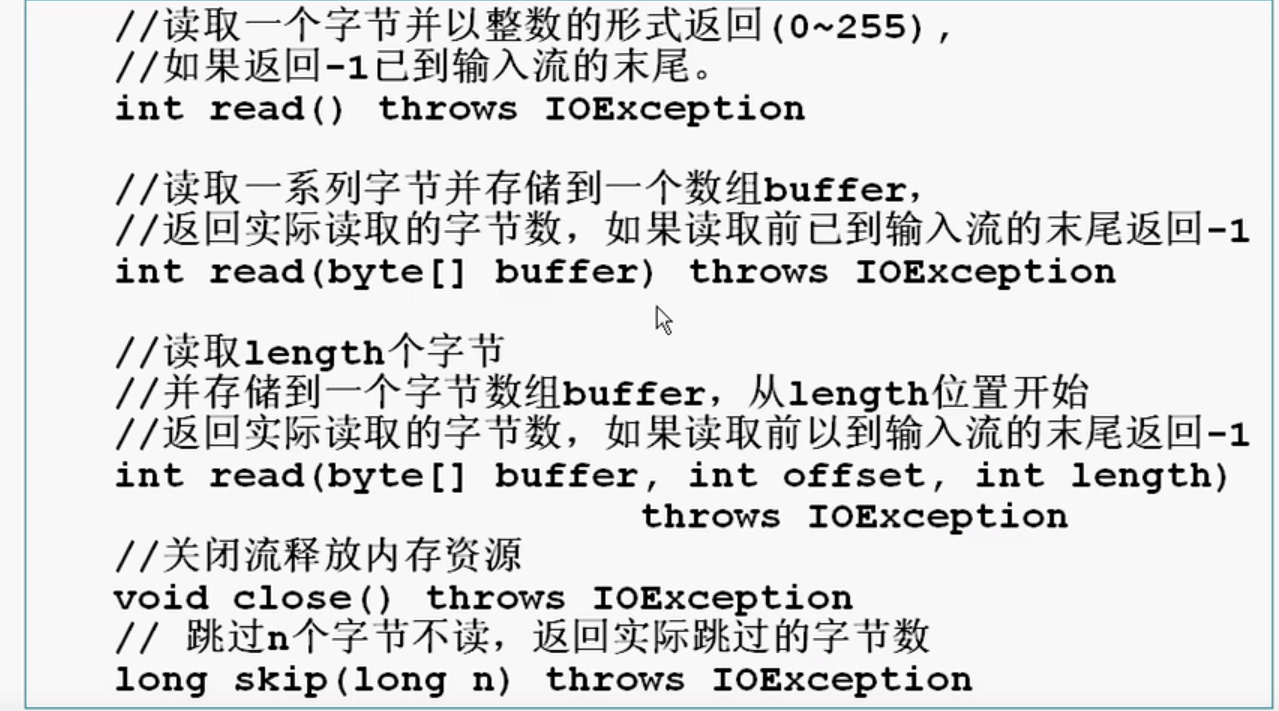 //读取一个字节并以整数的形式返回(0~255),
//如果返回-1已到输入流的末尾。
int read() throws IOException
//读取一系列字节并存储到一个数组buffer,
//返回实际读取的字节数，如果读取前已到输入流的末尾返回-1
int read(byte[] buffer) throws IOException
//读取length个字节
//并存储到一个字节数组buffer，从length位置开始
//返回实际读取的字节数，如果读取前以到输入流的末尾返回-1
int read(byte[] buffer, int offset, int length)
throws IOException
//关闭流释放内存资源
void close() throws IOException
// 跳过n个字节不读，返回实际跳过的字节数
long skip(long n) throws IOException